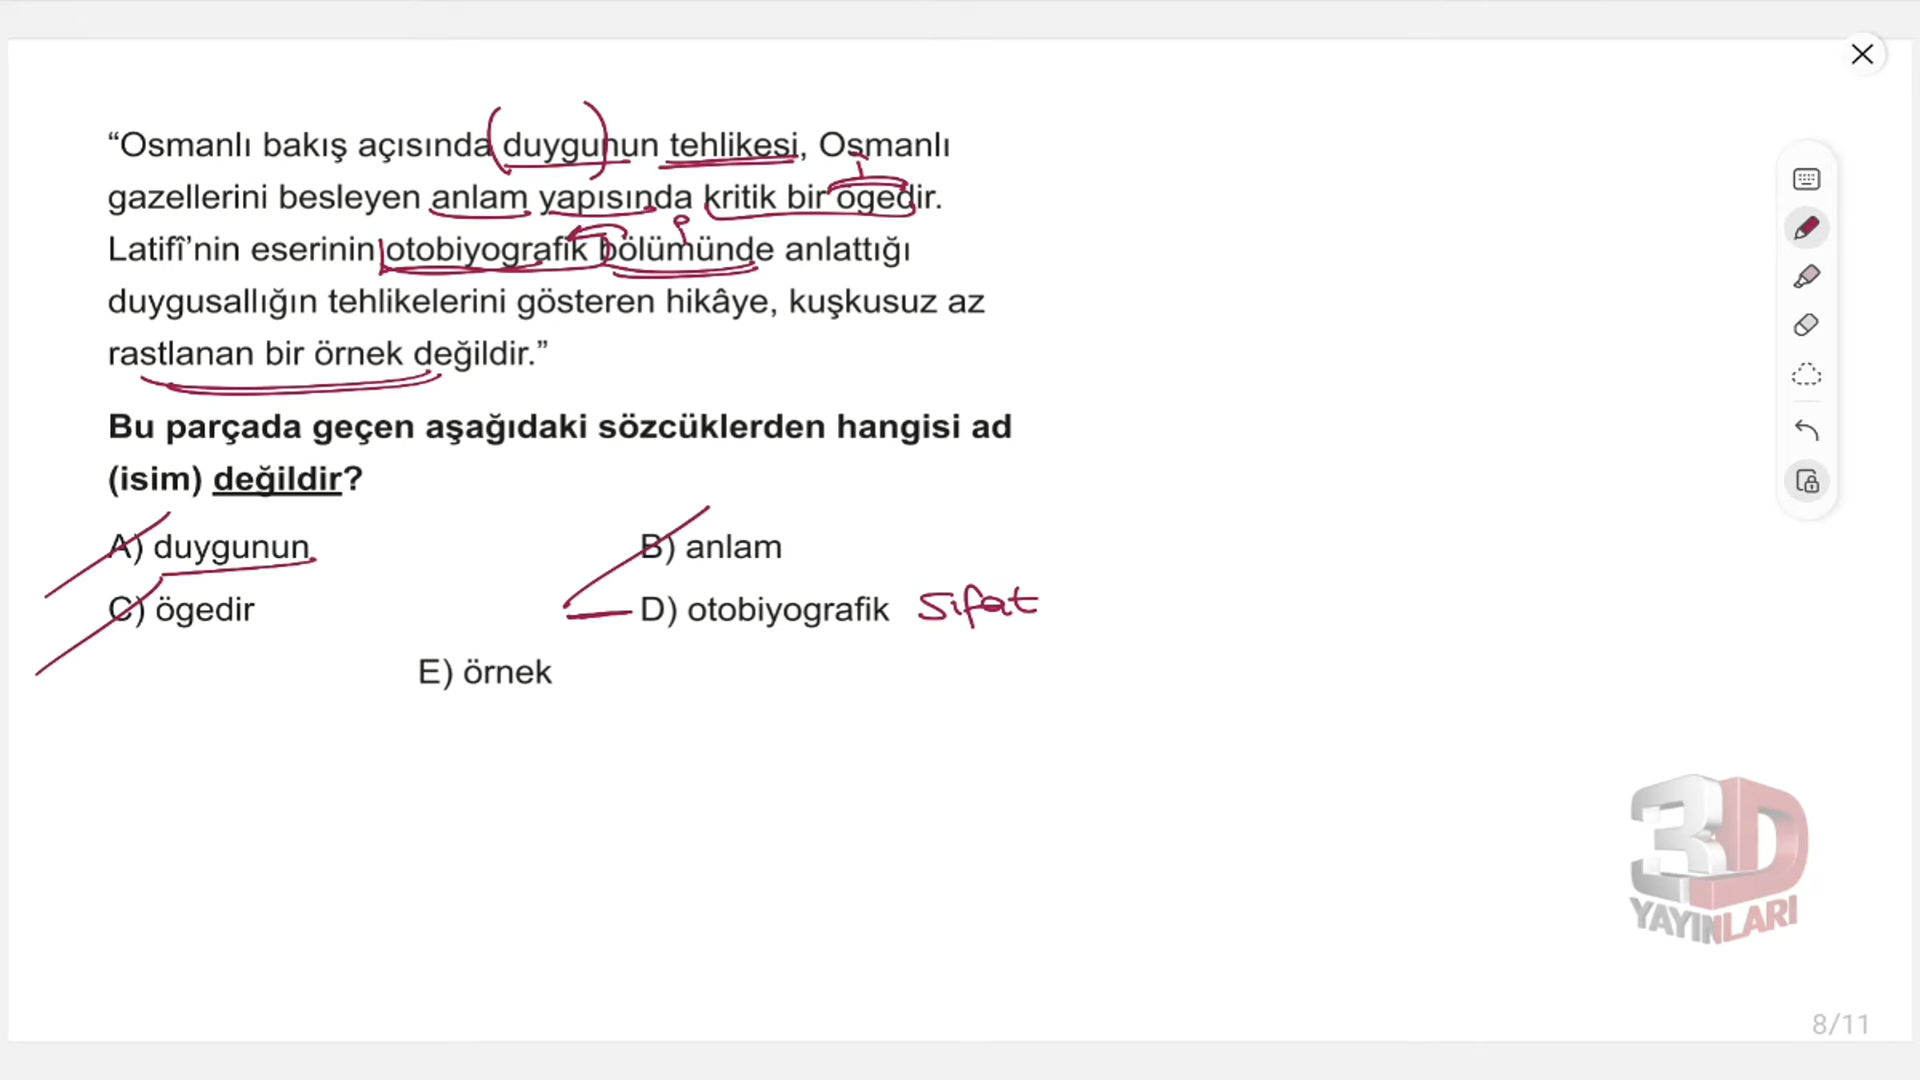 “Osmanlı bakış açısında duygunun tehlikesi, Osmanlı
gazellerini besleyen anlam yapısında kritik bir ögedir.
Latifî’nin eserinin otobiyografik bölümünde anlattığı
duygusallığın tehlikelerini gösteren hikâye, kuşkusuz az
rastlanan bir örnek değildir.”
Bu parçada geçen aşağıdaki sözcüklerden hangisi ad
(isim) değildir?
A) duygunun
B) anlam
C) ögedir
D) otobiyografik sıfat
E) örnek
3D
YAYINLARI
8/11